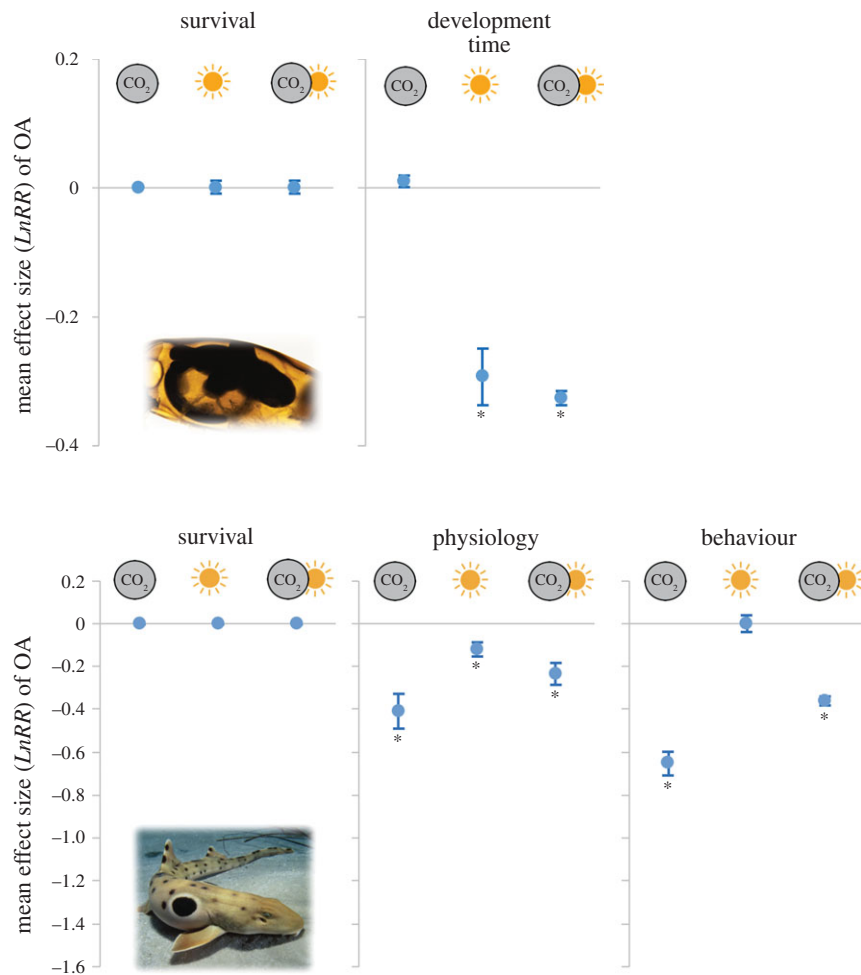 survival
development
time
mean effect size (LnRR) of OA
0.2
0
–0.2
–0.4
CO2
CO2
CO2
CO2
*
*
survival
physiology
behaviour
mean effect size (LnRR) of OA
0.2
0
–0.2
–0.4
–0.6
–0.8
–1.0
–1.2
–1.4
–1.6
CO2
CO2
CO2
CO2
CO2
CO2
*
*
*
*
*